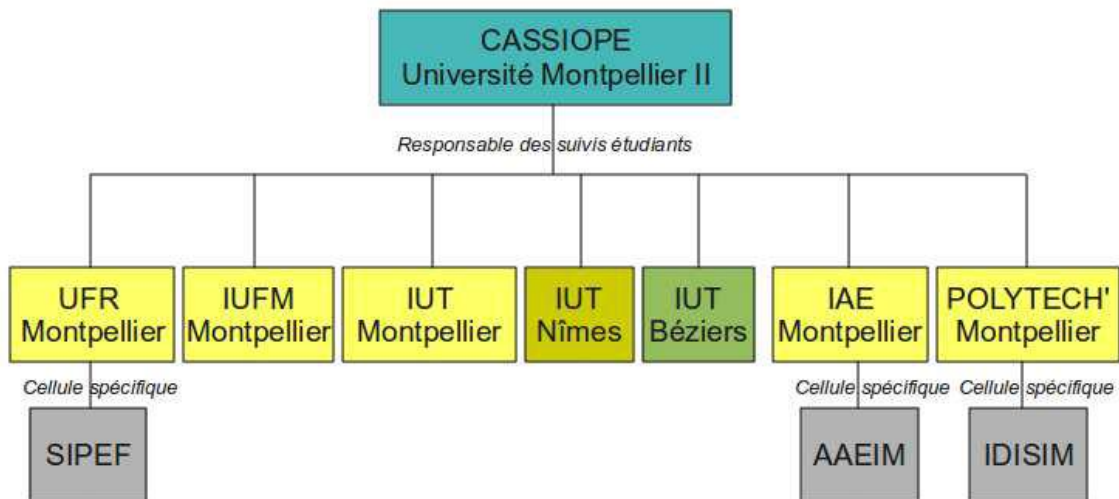 CASSIOPE
Université Montpellier II
Responsable des suivis étudiants
UFR
Montpellier
IUFM
Montpellier
IUT
Montpellier
IUT
Nîmes
IUT
Béziers
IAE
Montpellier
POLYTECH'
Montpellier
Cellule spécifique
Cellule spécifique
Cellule spécifique
SIPEF
AAEIM
IDISIM